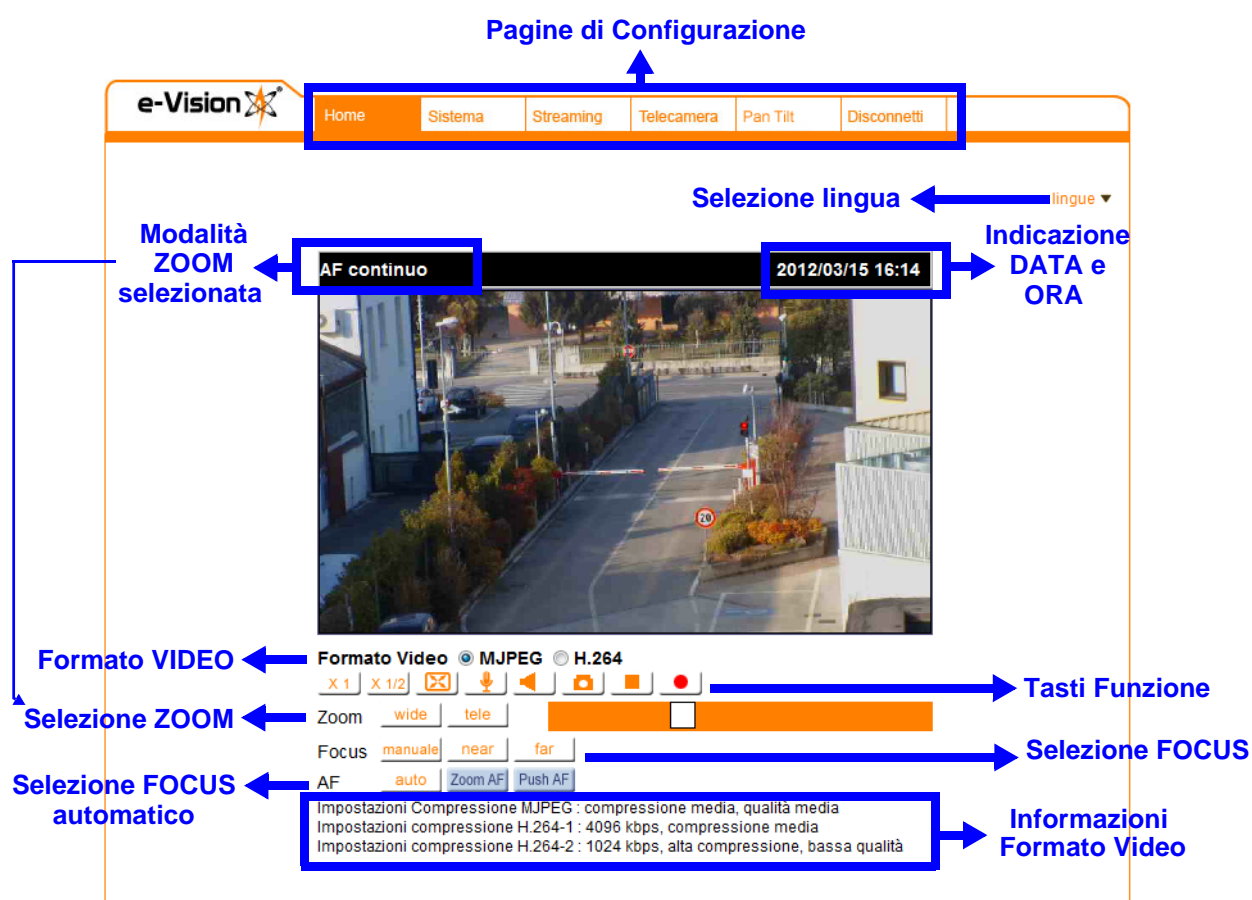 Pagine di Configurazione
e-Vision
Home Sistema Streaming Telecamera Pan Tilt Disconnetti
Selezione lingua
lingue ▼
Modalità
ZOOM
selezionata
AF continuo
2012/03/15 16:14
Indicazione
DATA e
ORA
20
Formato VIDEO
Formato Video MJPEG H.264
X 1 X 1/2
Tasti Funzione
Selezione ZOOM
Zoom wide tele
Focus manuale near far
Selezione FOCUS
Selezione FOCUS
automatico
AF auto Zoom AF Push AF
Impostazioni Compressione MJPEG : compressione media, qualità media
Impostazioni compressione H.264-1 : 4096 kbps, compressione media
Impostazioni compressione H.264-2 : 1024 kbps, alta compressione, bassa qualità
Informazioni
Formato Video